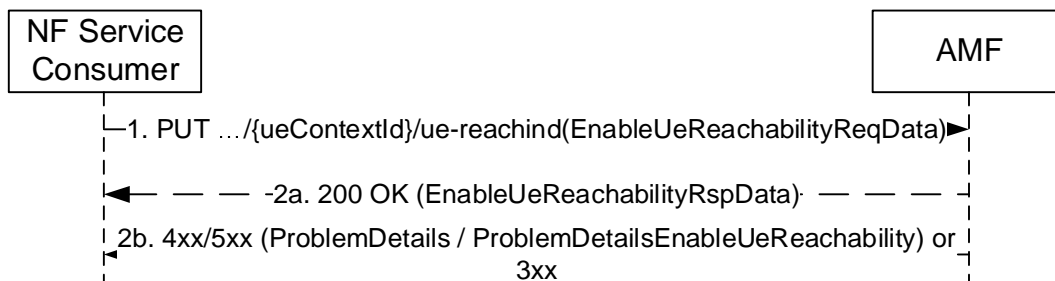 NF Service
Consumer
AMF
1. PUT …/{ueContextId}/ue-reachind(EnableUeReachabilityReqData)
2a. 200 OK (EnableUeReachabilityRspData)
2b. 4xx/5xx (ProblemDetails / ProblemDetailsEnableUeReachability) or
3xx